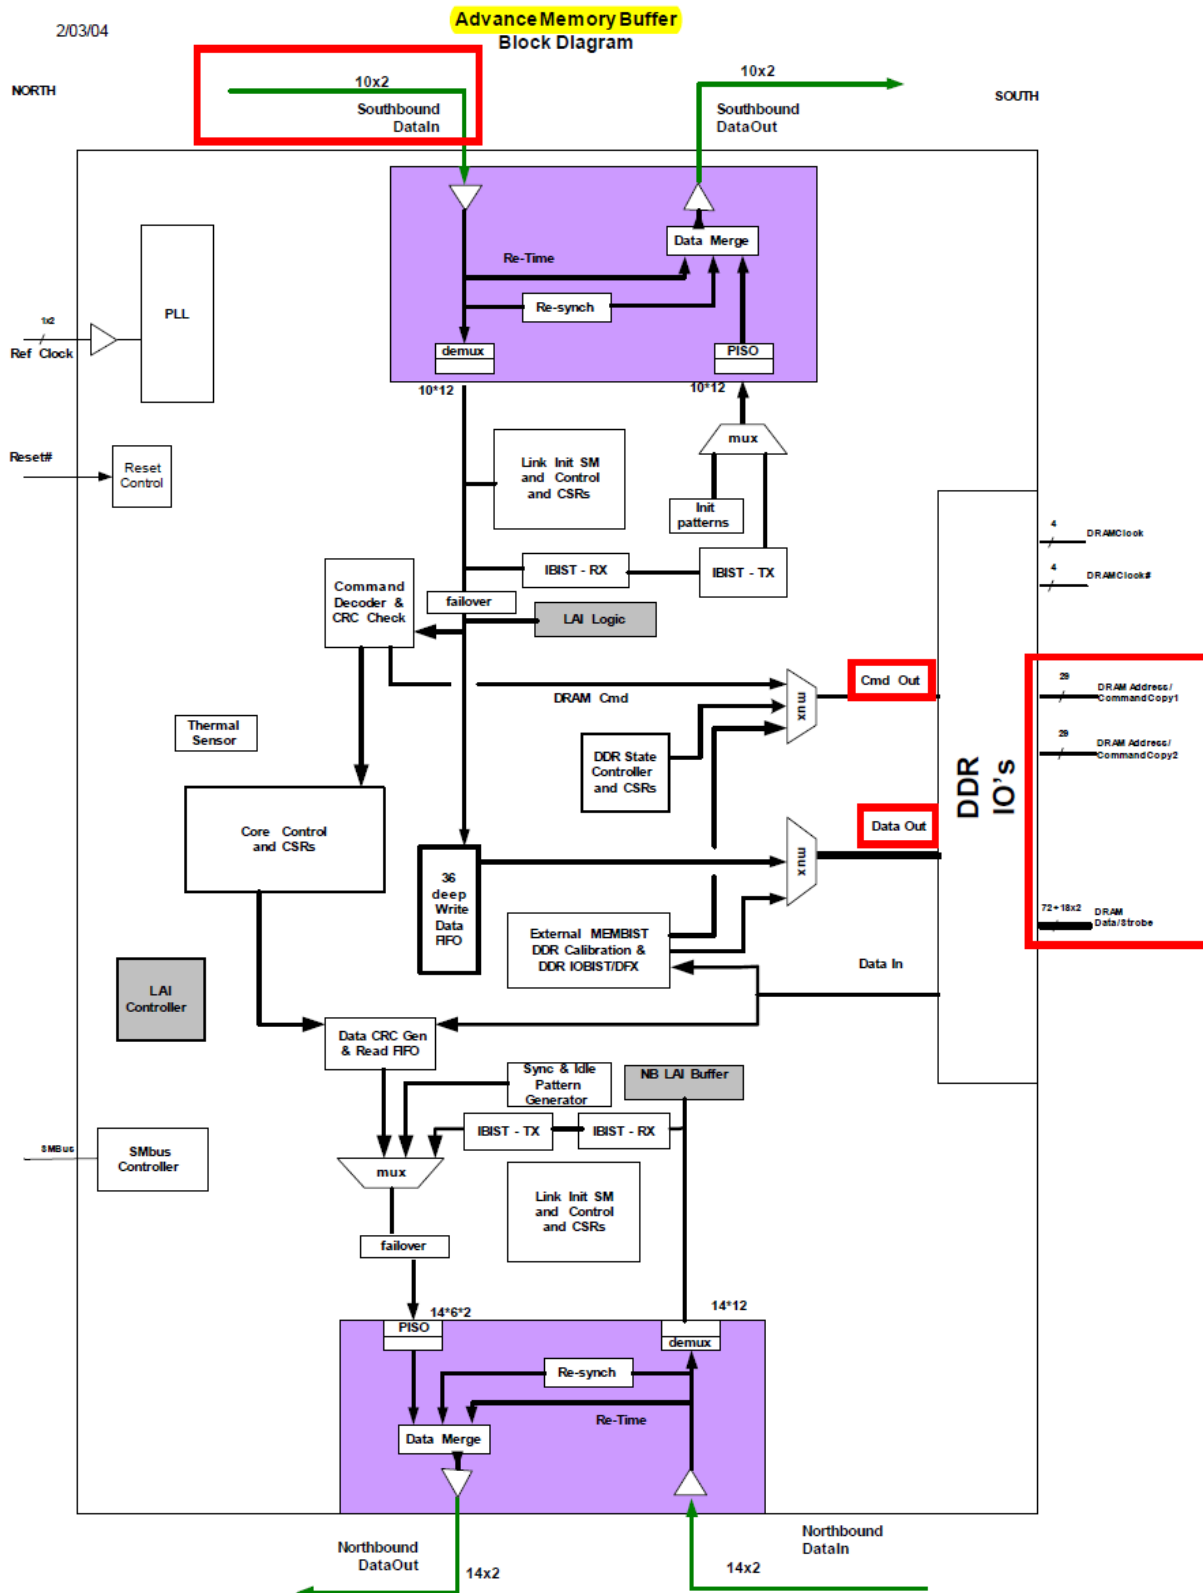 2/03/04
Advance Memory Buffer
Block Diagram
NORTH
10x2
Southbound
DataIn
10x2
Southbound
DataOut
SOUTH
Data Merge
Re-Time
Re-synch
demux
PISO
10*12
10*12
PLL
1x2
Ref Clock
Reset#
Reset
Control
mux
Link Init SM
and Control
and CSRs
Init
patterns
IBIST - RX
IBIST - TX
Command
Decoder &
CRC Check
failover
LAI Logic
4
DRAMClock
4
DRAMClock#
DRAM Cmd
mux
Cmd Out
29
DRAM Address/
CommandCopy1
29
DRAM Address/
CommandCopy2
Thermal
Sensor
DDR State
Controller
and CSRs
DDR
IO's
Core Control
and CSRs
Data Out
mux
36
deep
Write
Data
FIFO
External MEMBIST
DDR Calibration &
DDR IOBIST/DFX
72+18x2
DRAM
Data/Strobe
Data In
LAI
Controller
Data CRC Gen
& Read FIFO
Sync & Idle
Pattern
Generator
NB LAI Buffer
IBIST - TX
IBIST - RX
SMBus
SMbus
Controller
mux
Link Init SM
and Control
and CSRs
failover
14*6*2
14*12
PISO
demux
Re-synch
Re-Time
Data Merge
Northbound
DataOut
14x2
Northbound
DataIn
14x2